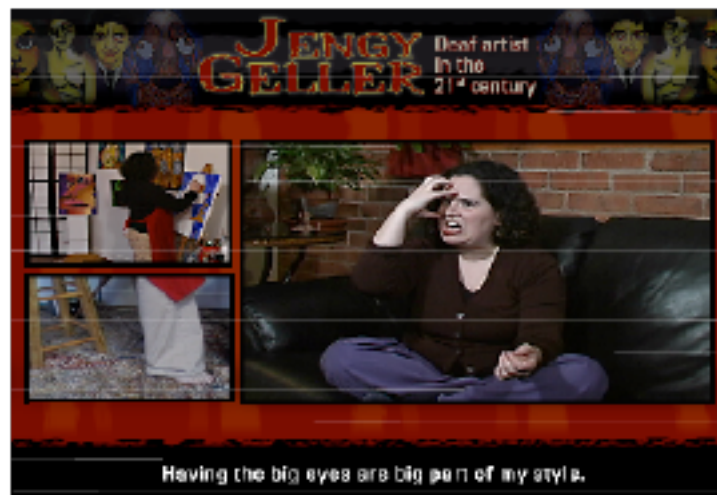 JENGY
GELLER
Deaf artist
in the
21st century
Having the big eyes are big part of my style.